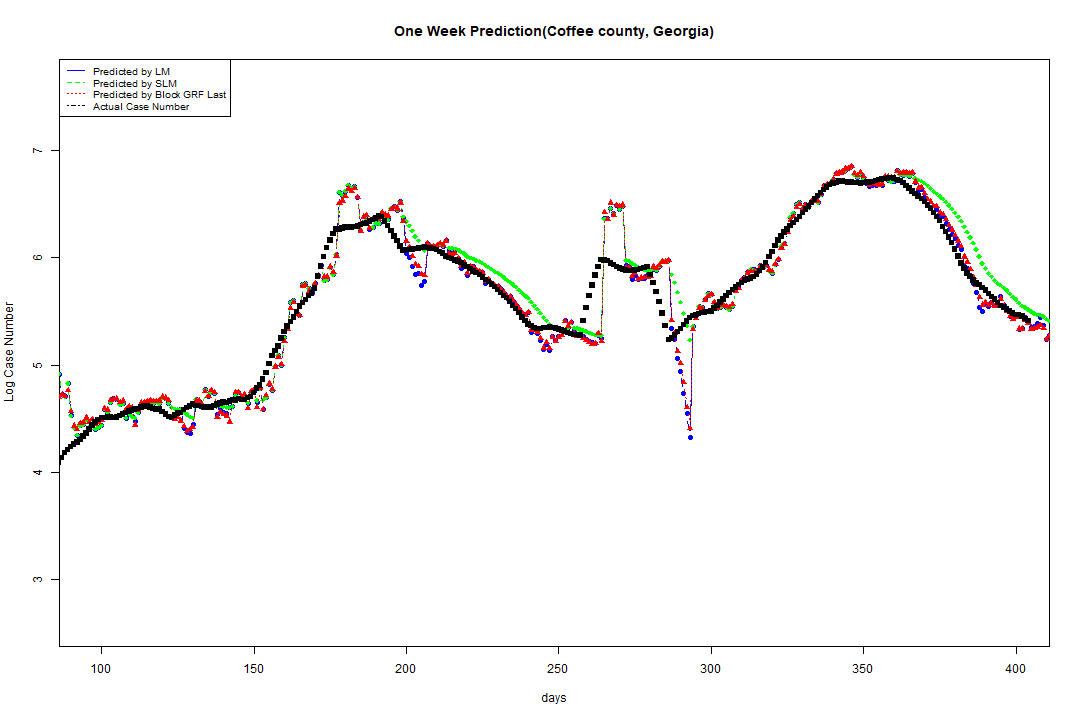 One Week Prediction(Coffee county, Georgia)
Predicted by LM
Predicted by SLM
Predicted by Block GRF Last
Actual Case Number
Log Case Number
7
6
5
4
3
100 150 200 250 300 350 400
days